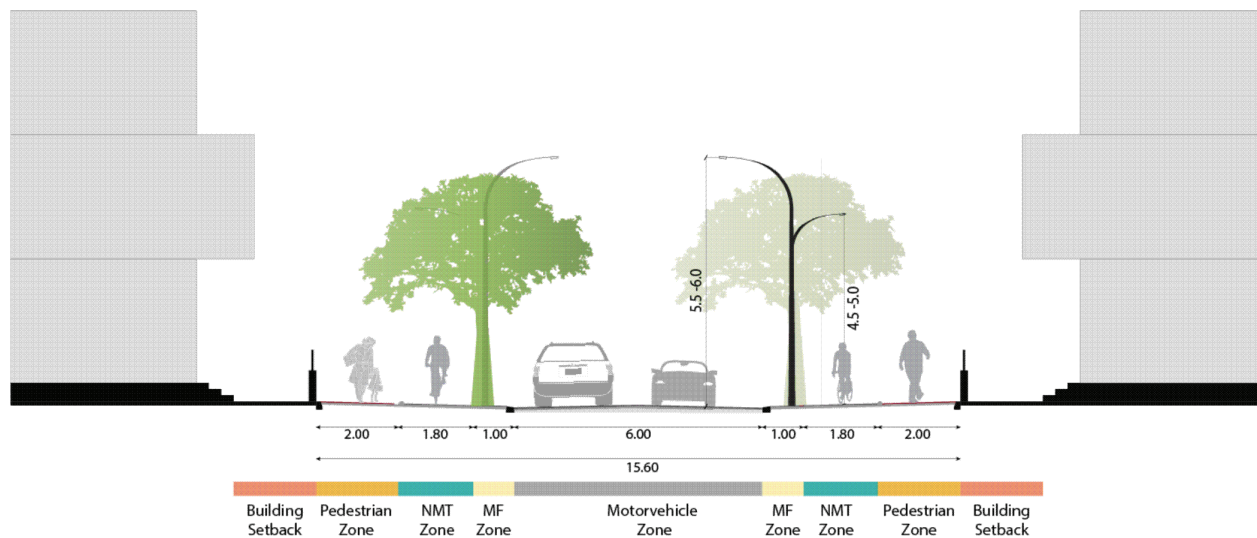 5.5 -6.0
4.5 -5.0
2.00 1.80 1.00 6.00 1.00 1.80 2.00
15.60
Building Setback
Pedestrian Zone
NMT Zone
MF Zone
Motorvehicle Zone
MF Zone
NMT Zone
Pedestrian Zone
Building Setback